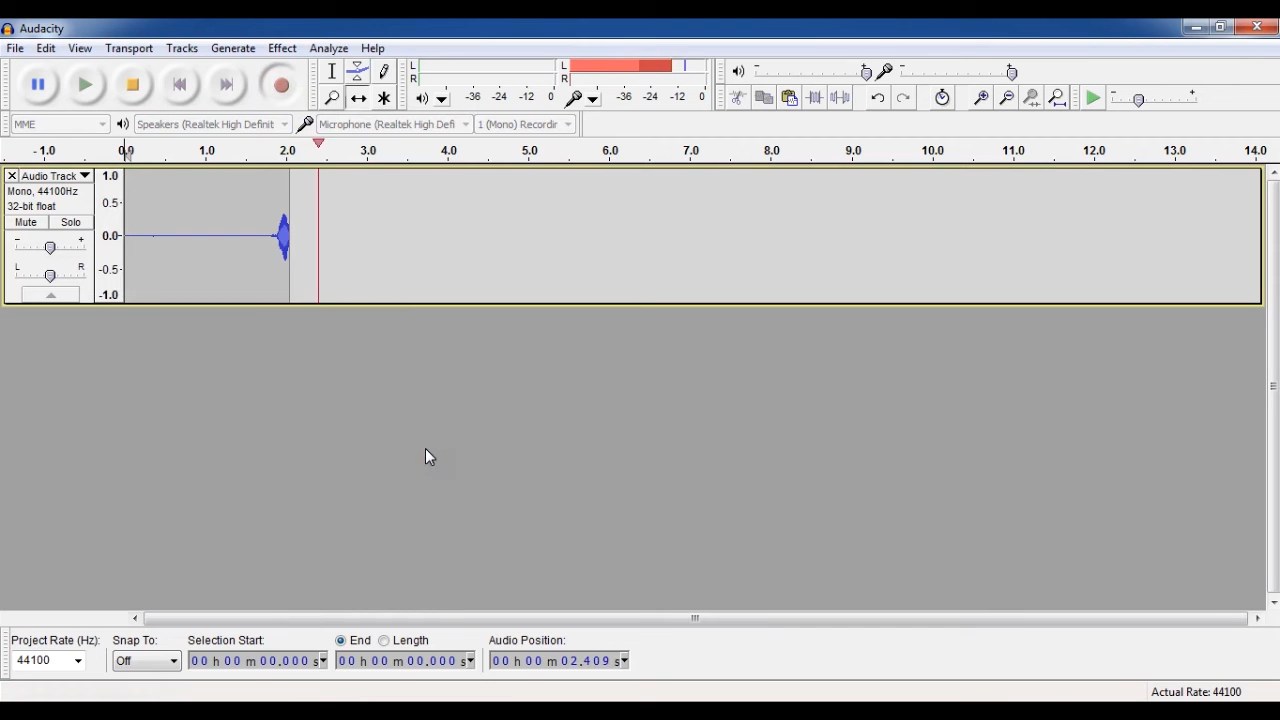 Audacity
File Edit View Transport Tracks Generate Effect Analyze Help
L R -36 -24 -12 0 L R -36 -24 -12 0
MME Speakers (Realtek High Definit Microphone (Realtek High Defi 1 (Mono) Recordin
- 1.0 0.0 1.0 2.0 3.0 4.0 5.0 6.0 7.0 8.0 9.0 10.0 11.0 12.0 13.0 14.0
X Audio Track 1.0
Mono, 44100Hz
32-bit float 0.5
Mute Solo
0.0
- +
L R -0.5
-1.0
Project Rate (Hz): Snap To: Selection Start: End Length Audio Position:
44100 Off 00 h 00 m 00.000 s 00 h 00 m 00.000 s 00 h 00 m 02.409 s
Actual Rate: 44100